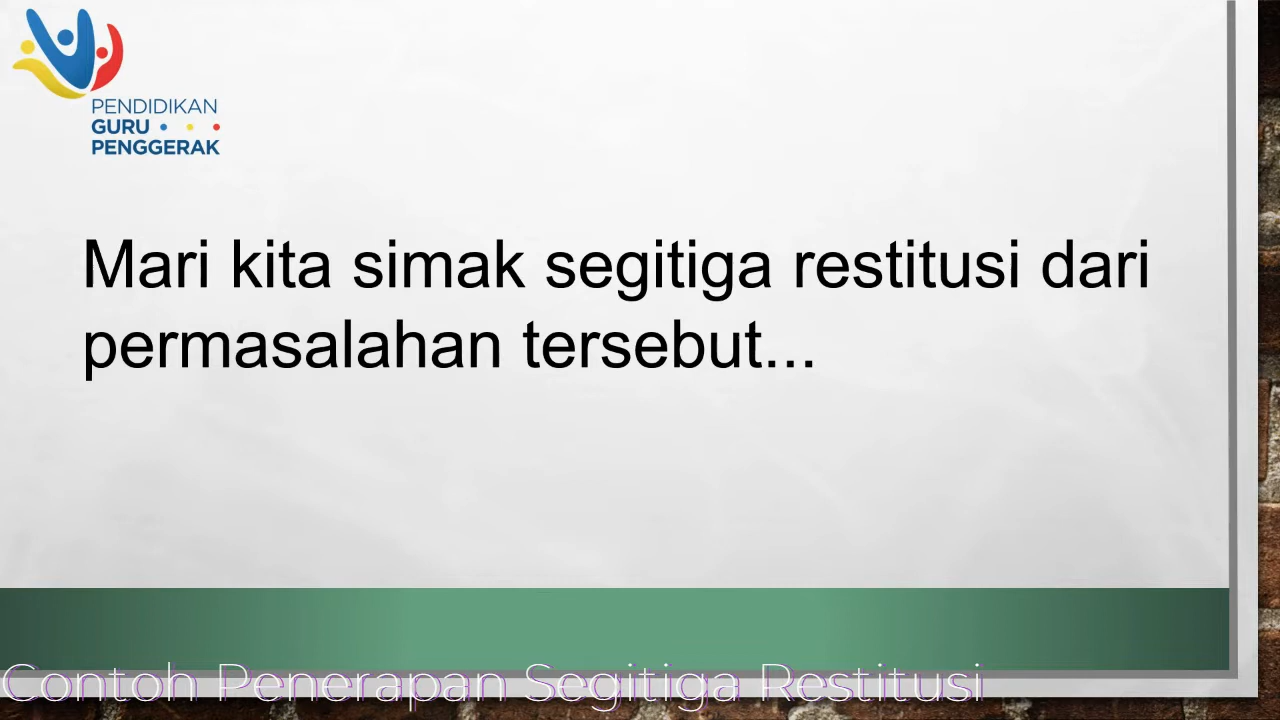 PENDIDIKAN
GURU
PENGGERAK
Mari kita simak segitiga restitusi dari
permasalahan tersebut...
Contoh Penerapan Segitiga Restitusi